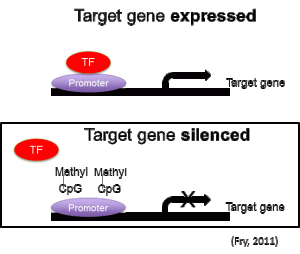 Target gene expressed
TF
Promoter
Target gene
Target gene silenced
TF
Methyl Methyl
CpG CpG
Promoter
X
Target gene
(Fry, 2011)